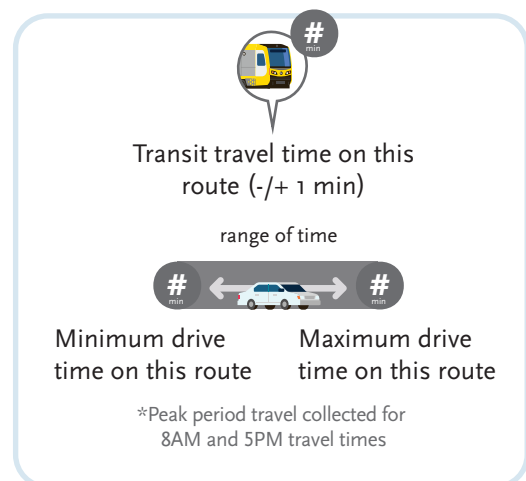 #
min
Transit travel time on this
route (-/+ 1 min)
range of time
# #
min min
Minimum drive Maximum drive
time on this route time on this route
*Peak period travel collected for
8AM and 5PM travel times